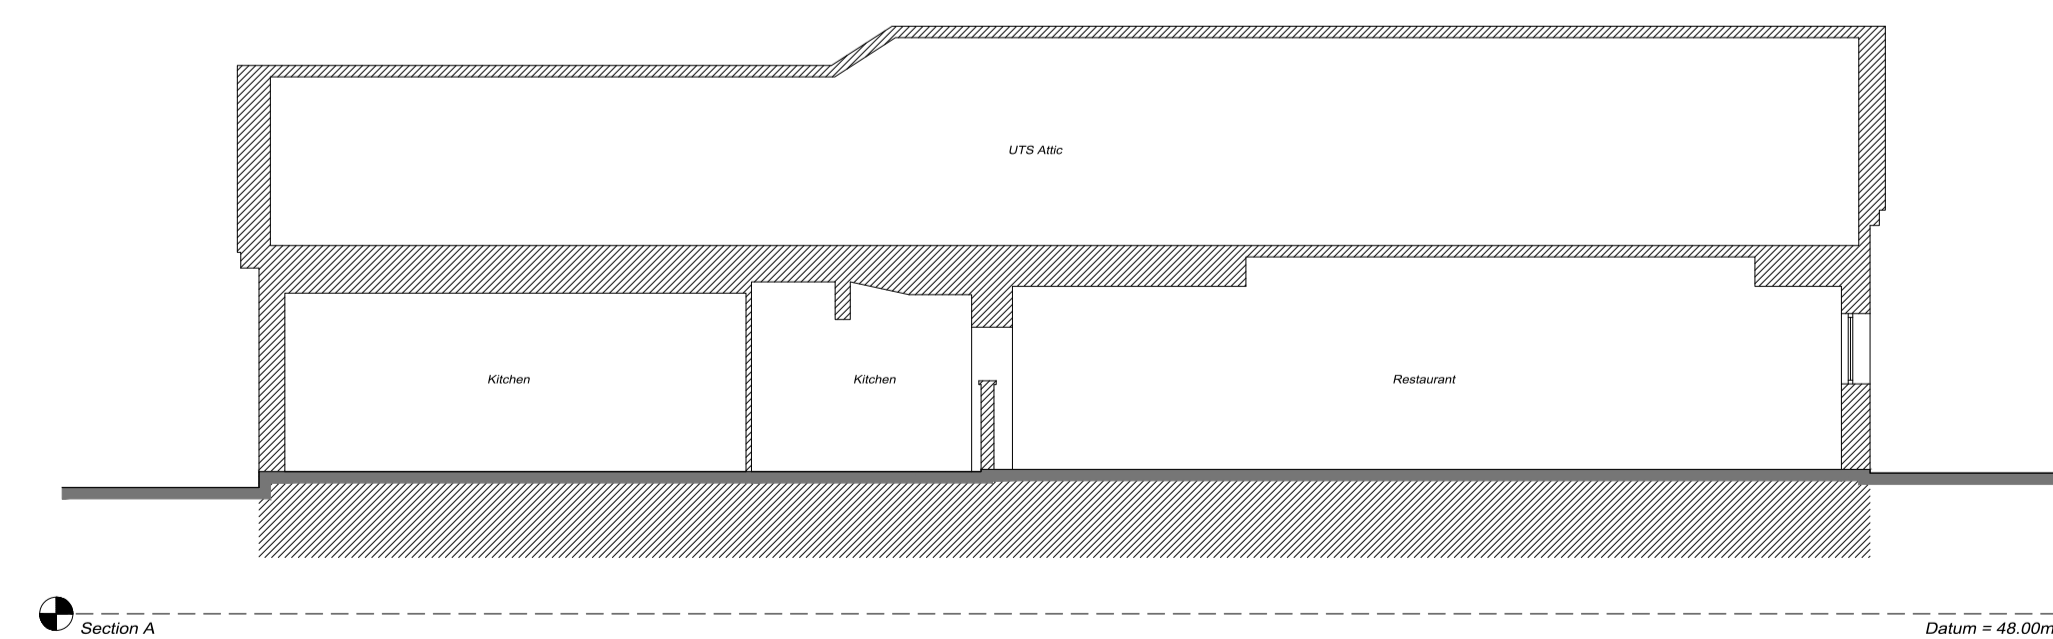 UTS Attic
Kitchen
Kitchen
Restaurant
Section A
Datum = 48.00m